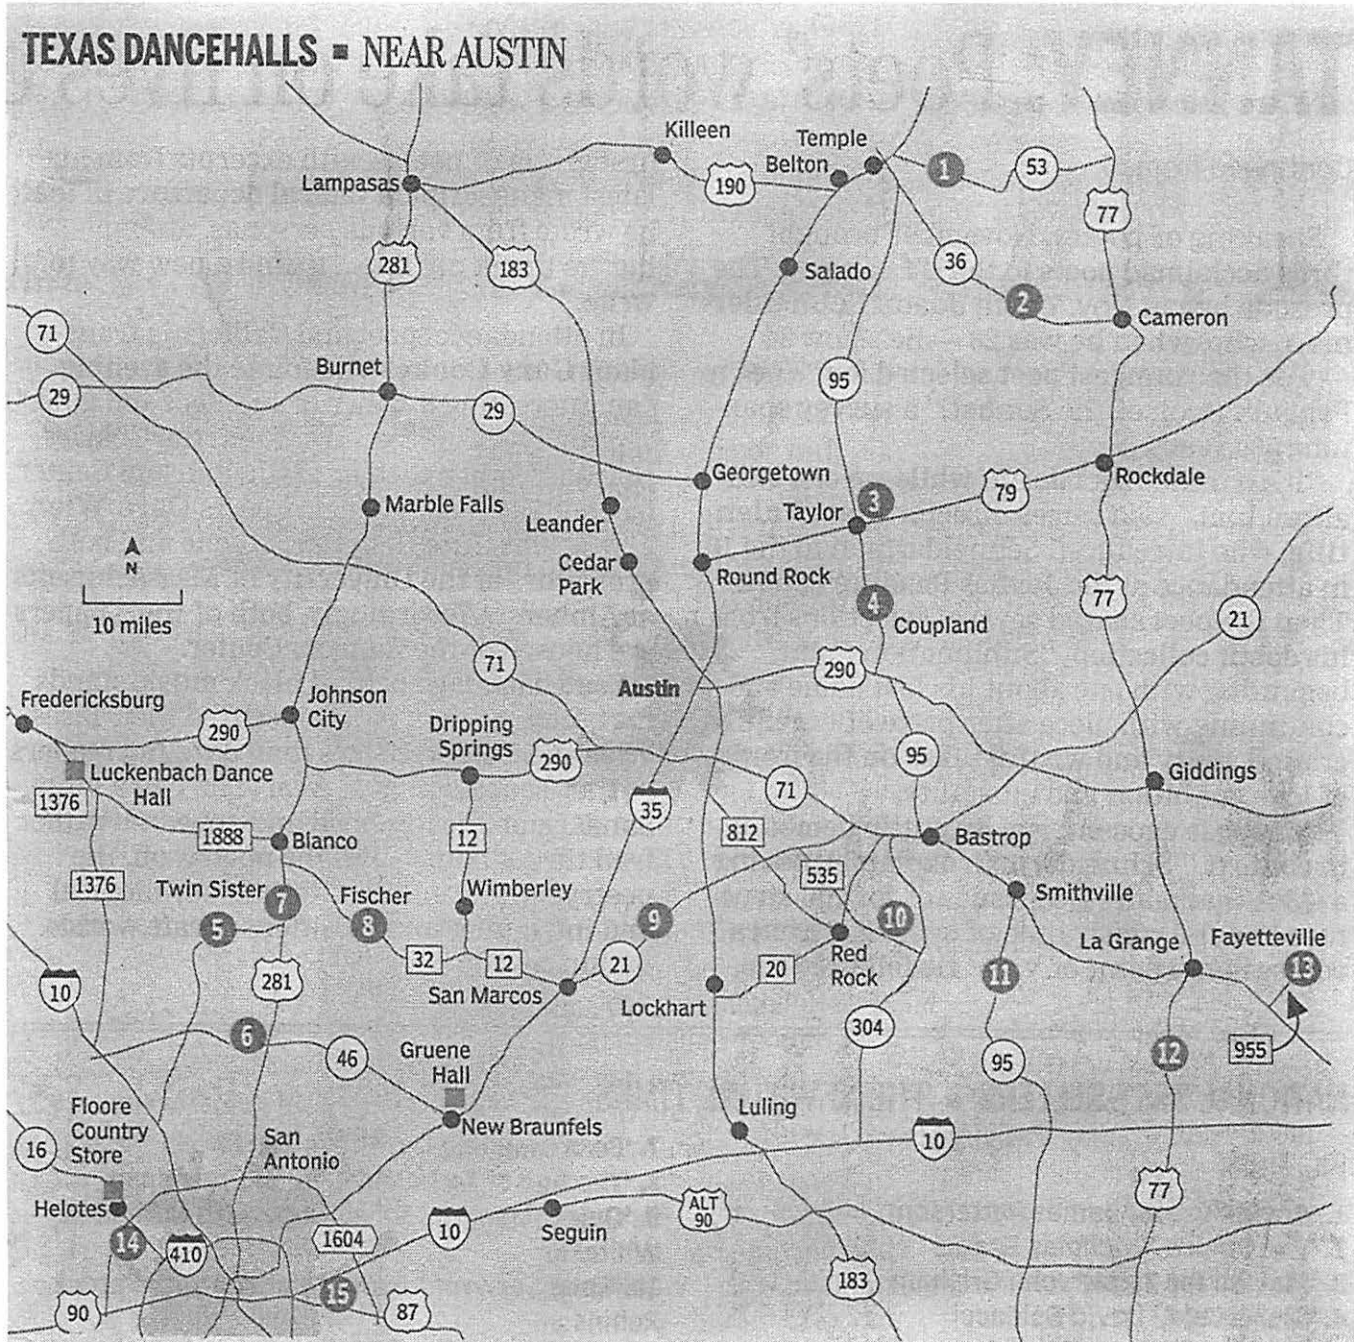 TEXAS DANCEHALLS ■ NEAR AUSTIN
Killeen
Temple
Belton
Lampasas
190
1
53
77
281
183
Salado
36
2
Cameron
71
Burnet
29
29
95
Georgetown
Rockdale
Marble Falls
Leander
Taylor
3
79
N
Cedar
Park
Round Rock
10 miles
4
Coupland
77
21
71
290
Austin
Fredericksburg
290
Johnson
City
Dripping
Springs
290
95
Luckenbach Dance
Hall
1376
71
Giddings
35
1888
Blanco
12
812
Bastrop
1376
535
Twin Sister
7
Fischer
Wimberley
Smithville
5
8
9
10
Red
Rock
La Grange
Fayetteville
32
12
21
20
11
13
10
281
San Marcos
Lockhart
304
6
46
Gruene
Hall
12
955
95
New Braunfels
Luling
10
Floore
Country
Store
San
Antonio
16
77
Helotes
ALT
90
10
Seguin
14
410
1604
183
15
90
87